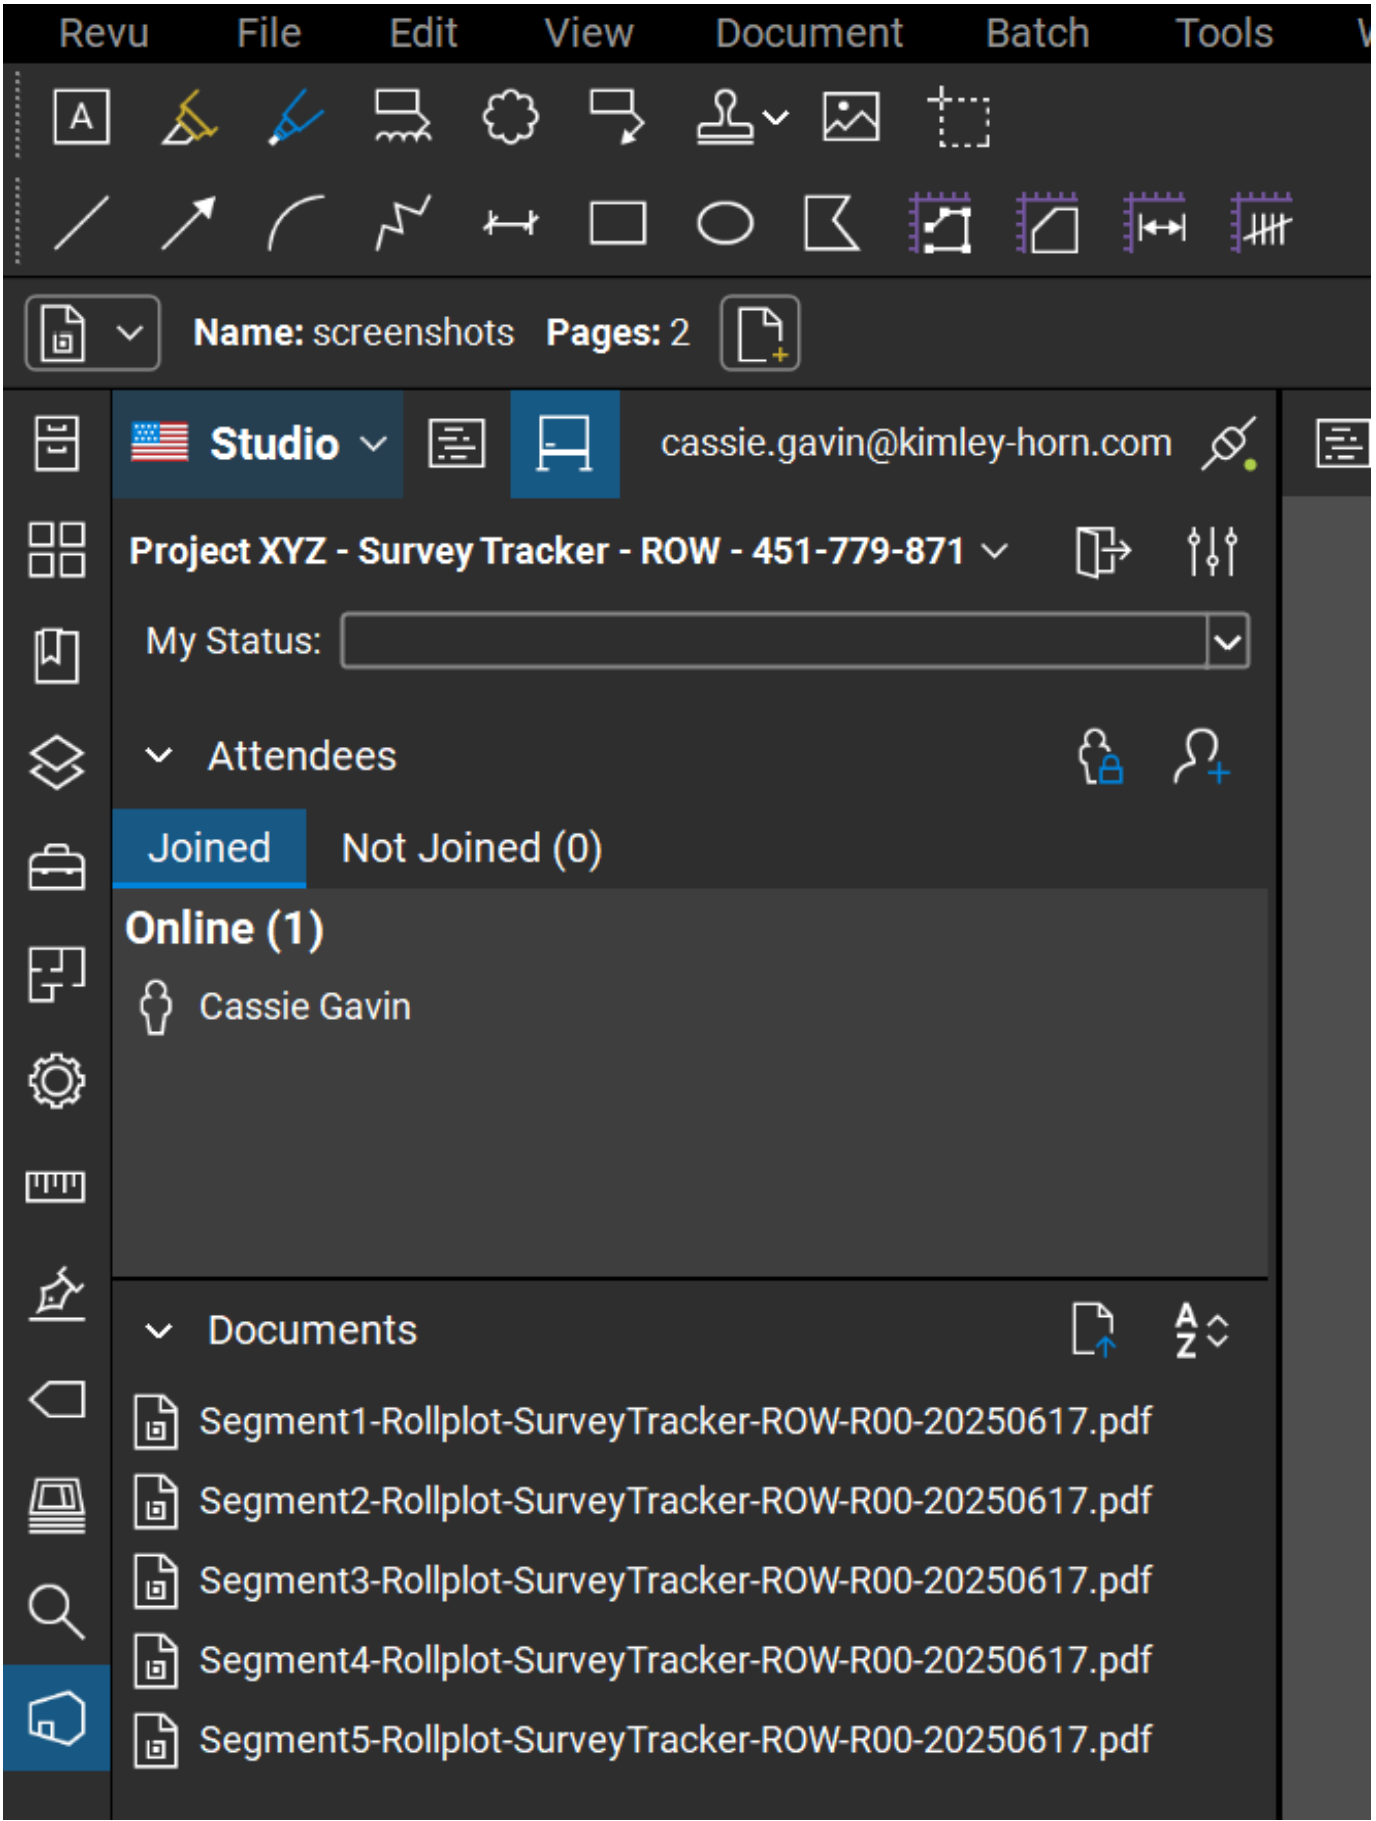 Revu File Edit View Document Batch Tools
A
Name: screenshots Pages: 2
Studio cassie.gavin@kimley-horn.com
Project XYZ - Survey Tracker - ROW - 451-779-871
My Status:
Attendees
Joined Not Joined (0)
Online (1)
Cassie Gavin
Documents
A
Z
Segment1-Rollplot-SurveyTracker-ROW-R00-20250617.pdf
Segment2-Rollplot-SurveyTracker-ROW-R00-20250617.pdf
Segment3-Rollplot-SurveyTracker-ROW-R00-20250617.pdf
Segment4-Rollplot-SurveyTracker-ROW-R00-20250617.pdf
Segment5-Rollplot-SurveyTracker-ROW-R00-20250617.pdf